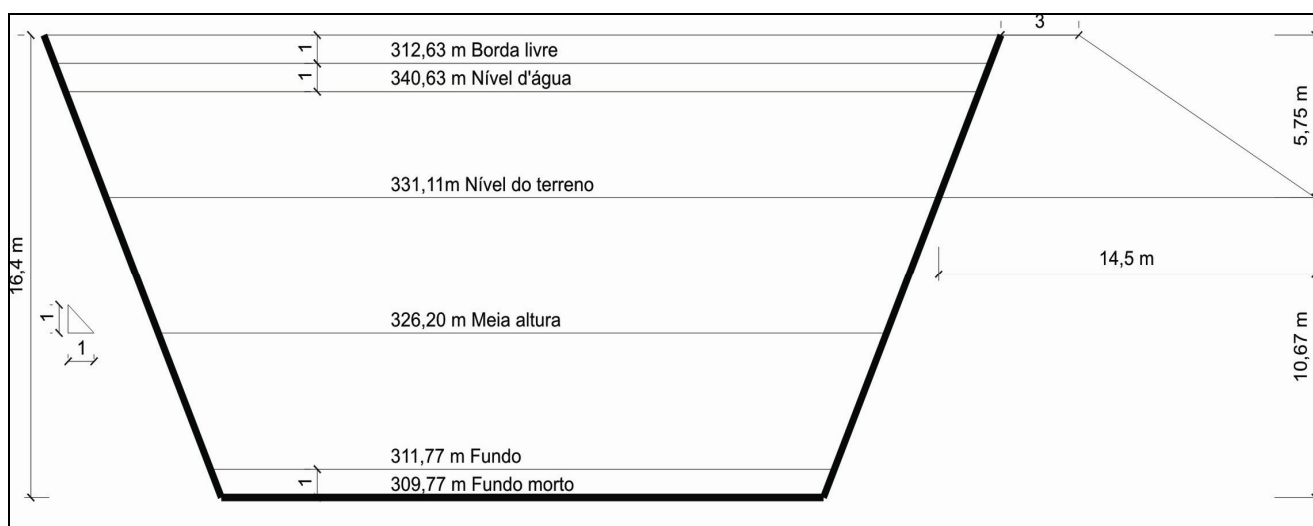 3
1
312,63 m Borda livre
1
340,63 m Nível d'água
5,75 m
331,11m Nível do terreno
16,4 m
14,5 m
1
1
326,20 m Meia altura
10,67 m
311,77 m Fundo
1
309,77 m Fundo morto